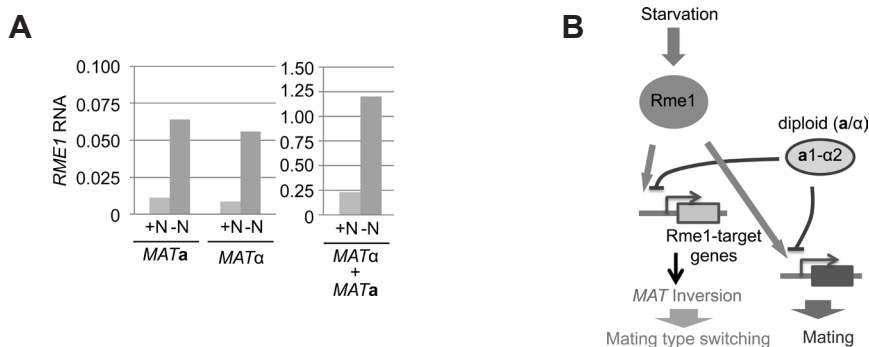 A
RME1 RNA
0.100
0.075
0.050
0.025
0
1.50
1.25
1.00
0.75
0.50
0.25
0
+N -N
+N -N
+N -N
MATa
MATα
MATα
+
MATa
B
Starvation
Rme1
diploid (a/α)
a1-α2
Rme1-target
genes
MAT Inversion
Mating type switching
Mating